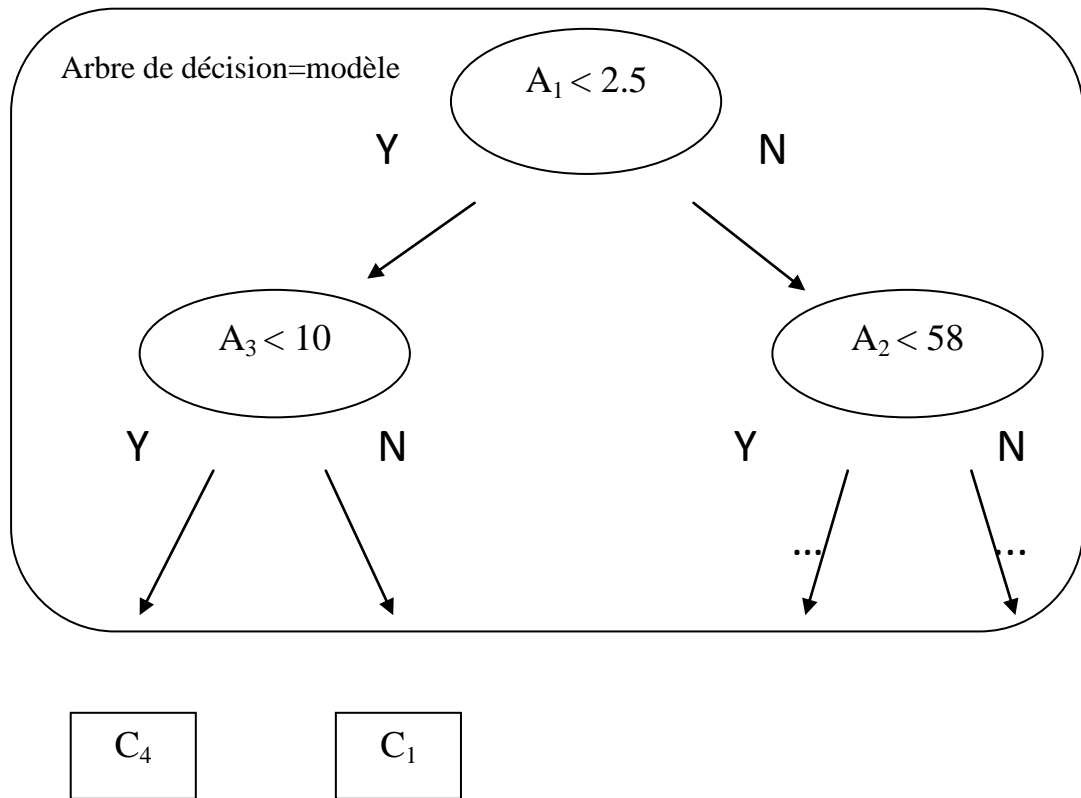 Arbre de décision=modèle
A₁ < 2.5
Y
N
A₃ < 10
A₂ < 58
Y
N
Y
N
...
...
C₄
C₁